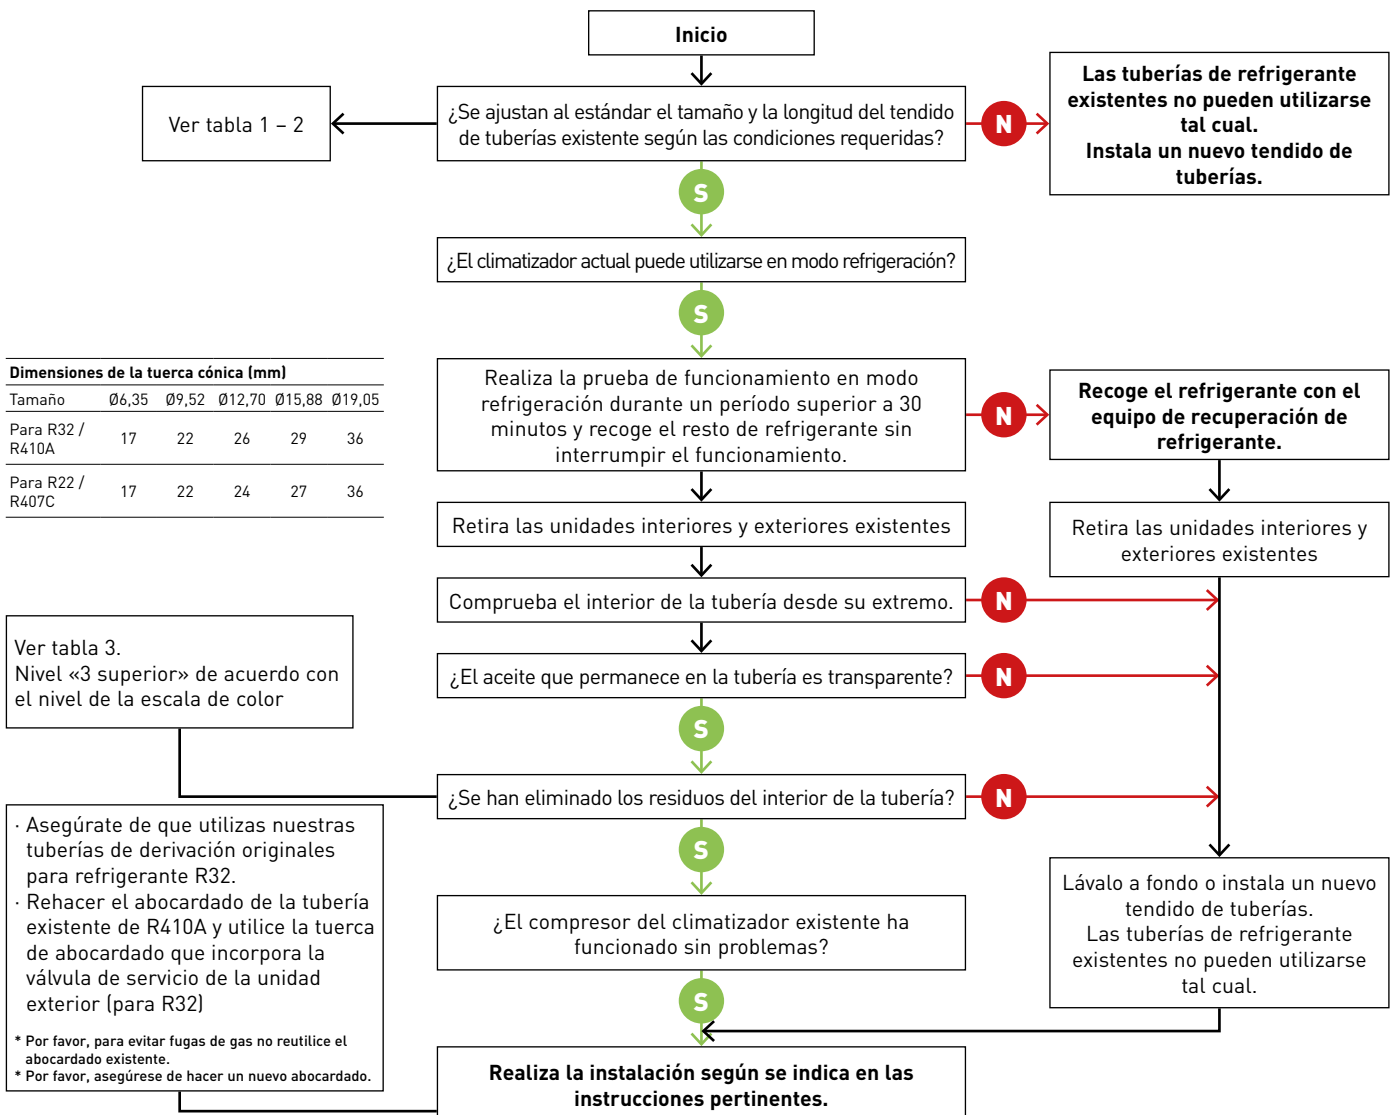 Inicio
Ver tabla 1 – 2
¿Se ajustan al estándar el tamaño y la longitud del tendido
de tuberías existente según las condiciones requeridas?
N
Las tuberías de refrigerante
existentes no pueden utilizarse
tal cual.
Instala un nuevo tendido de
tuberías.
S
¿El climatizador actual puede utilizarse en modo refrigeración?
S
Dimensiones de la tuerca cónica (mm)
Tamaño Ø6,35 Ø9,52 Ø12,70 Ø15,88 Ø19,05
Para R32 /
R410A
17 22 26 29 36
Para R22 /
R407C
17 22 24 27 36
Realiza la prueba de funcionamiento en modo
refrigeración durante un período superior a 30
minutos y recoge el resto de refrigerante sin
interrumpir el funcionamiento.
N
Recoge el refrigerante con el
equipo de recuperación de
refrigerante.
Retira las unidades interiores y exteriores existentes
Retira las unidades interiores y
exteriores existentes
Comprueba el interior de la tubería desde su extremo.
N
Ver tabla 3.
Nivel «3 superior» de acuerdo con
el nivel de la escala de color
¿El aceite que permanece en la tubería es transparente?
N
S
¿Se han eliminado los residuos del interior de la tubería?
N
S
· Asegúrate de que utilizas nuestras
tuberías de derivación originales
para refrigerante R32.
· Rehacer el abocardado de la tubería
existente de R410A y utilice la tuerca
de abocardado que incorpora la
válvula de servicio de la unidad
exterior (para R32)
* Por favor, para evitar fugas de gas no reutilice el
abocardado existente.
* Por favor, asegúrese de hacer un nuevo abocardado.
¿El compresor del climatizador existente ha
funcionado sin problemas?
Lávalo a fondo o instala un nuevo
tendido de tuberías.
Las tuberías de refrigerante
existentes no pueden utilizarse
tal cual.
S
Realiza la instalación según se indica en las
instrucciones pertinentes.